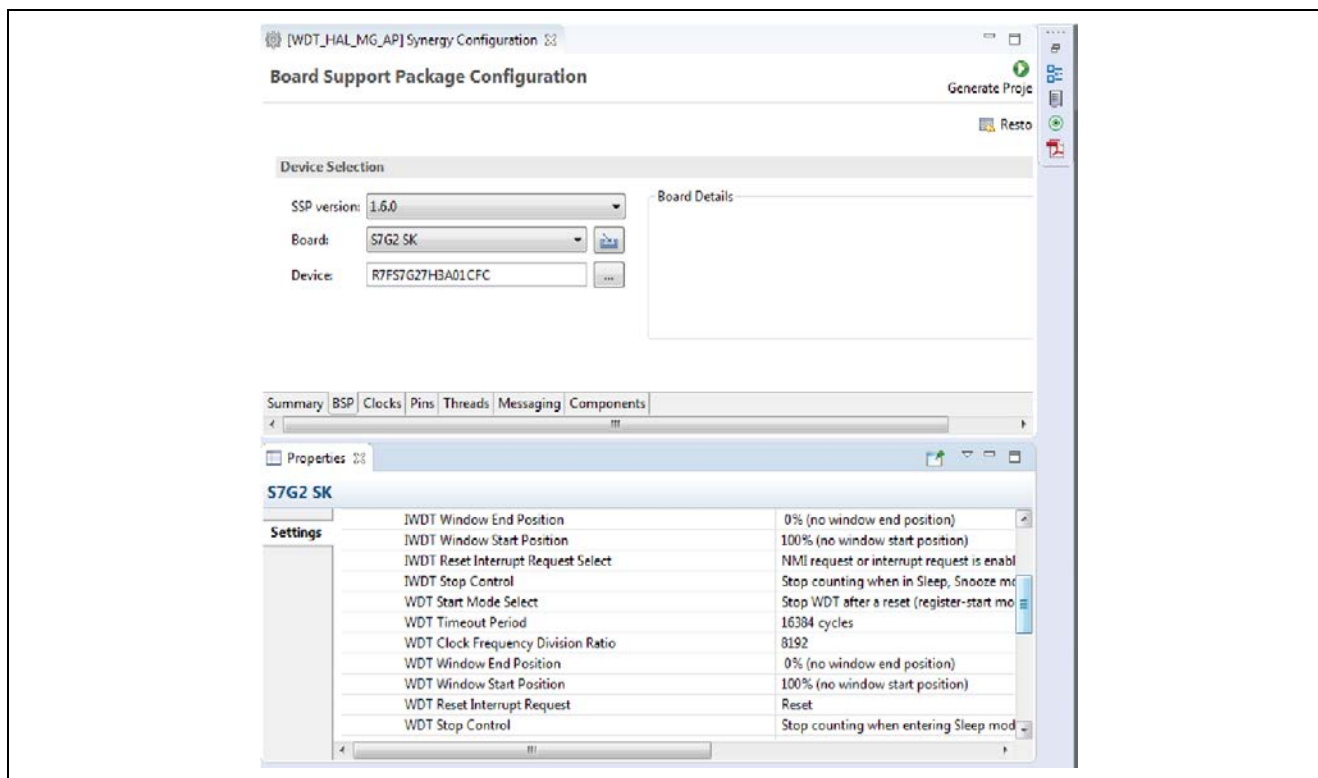 [WDT_HAL_MG_AP] Synergy Configuration
Board Support Package Configuration
Generate Proje
Resto
Device Selection
SSP version: 1.6.0
Board: S7G2 SK
Device: R7FS7G27H3A01CFC
...
Board Details
Summary BSP Clocks Pins Threads Messaging Components
Properties
S7G2 SK
Settings
IWDT Window End Position 0% (no window end position)
IWDT Window Start Position 100% (no window start position)
IWDT Reset Interrupt Request Select NMI request or interrupt request is enabl
IWDT Stop Control Stop counting when in Sleep, Snooze mo
WDT Start Mode Select Stop WDT after a reset (register-start mo
WDT Timeout Period 16384 cycles
WDT Clock Frequency Division Ratio 8192
WDT Window End Position 0% (no window end position)
WDT Window Start Position 100% (no window start position)
WDT Reset Interrupt Request Reset
WDT Stop Control Stop counting when entering Sleep mod